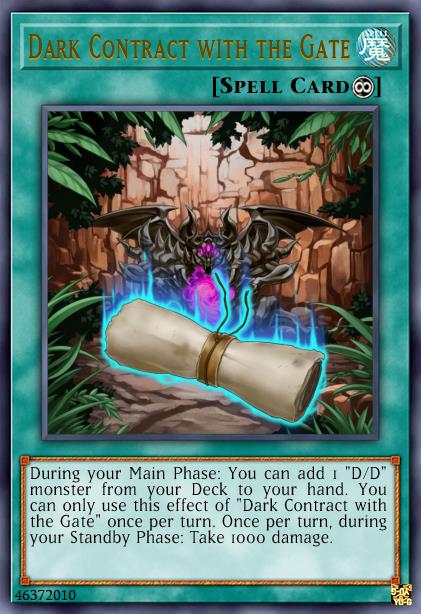 DARK CONTRACT WITH THE GATE 魔
[SPELL CARD]
During your Main Phase: You can add 1 "D/D"
monster from your Deck to your hand. You
can only use this effect of "Dark Contract with
the Gate" once per turn. Once per turn, during
your Standby Phase: Take 1000 damage.
46372010